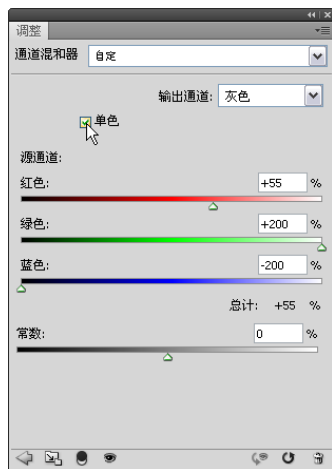 调整
通道混和器 自定
输出通道: 灰色
单色
源通道:
红色: +55 %
绿色: +200 %
蓝色: -200 %
总计: +55 %
常数: 0 %